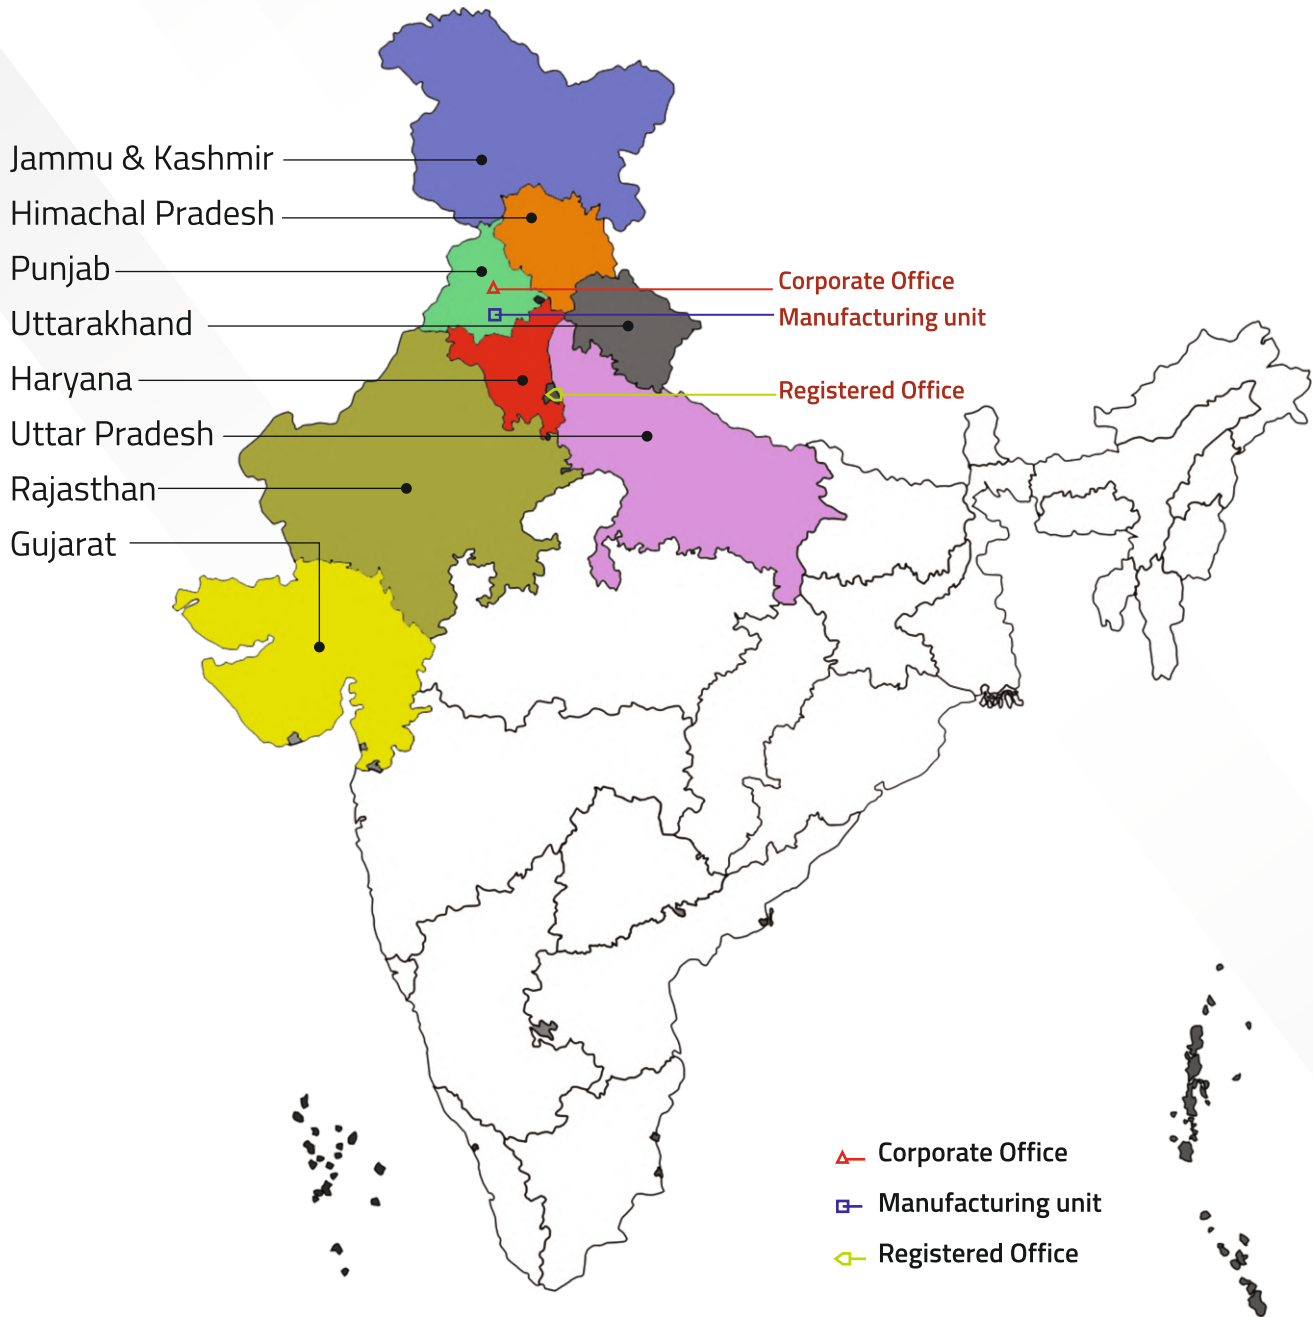 Jammu & Kashmir
Himachal Pradesh
Punjab
Uttarakhand
Haryana
Uttar Pradesh
Rajasthan
Gujarat
Corporate Office
Manufacturing unit
Registered Office
Corporate Office
Manufacturing unit
Registered Office